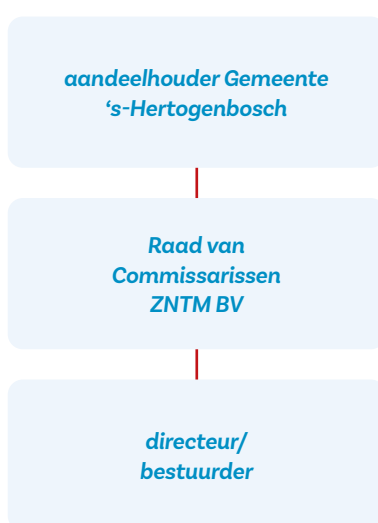 aandeelhouder Gemeente
‘s-Hertogenbosch
Raad van
Commissarissen
ZNTM BV
directeur/
bestuurder